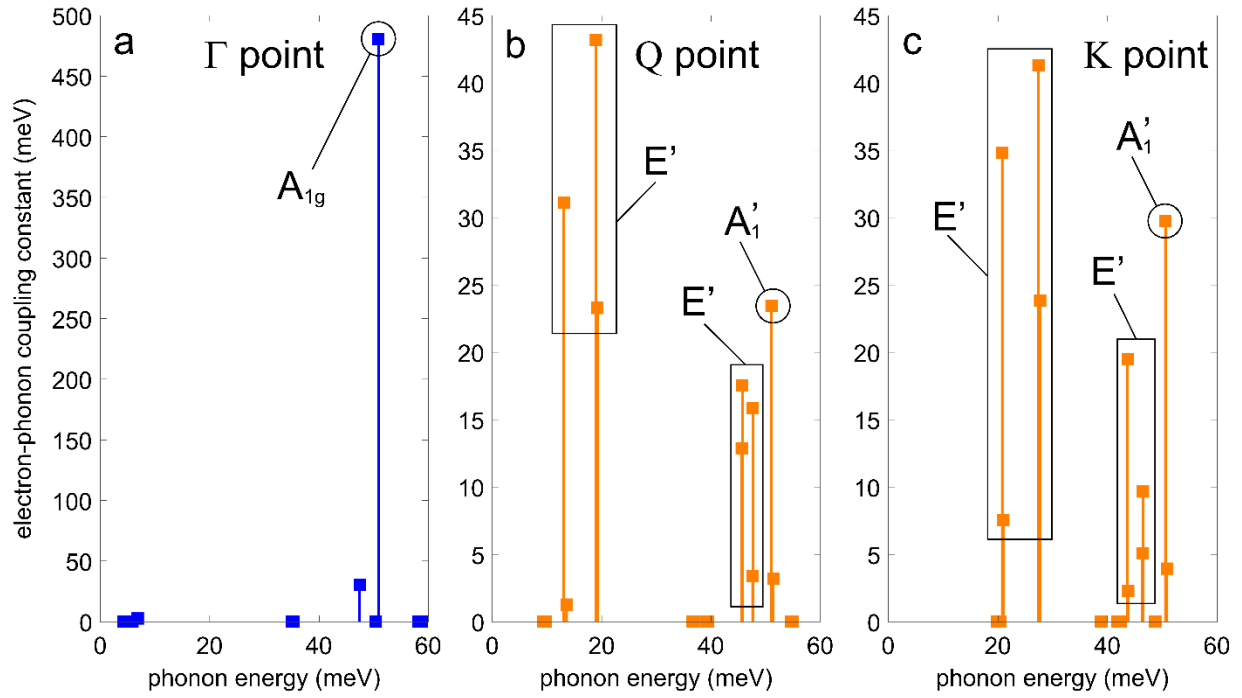 a
Γ point
A1g
electron-phonon coupling constant (meV)
500
450
400
350
300
250
200
150
100
50
0
0 20 40 60
phonon energy (meV)
b
Q point
E’
A’1
E’
45
40
35
30
25
20
15
10
5
0
0 20 40 60
phonon energy (meV)
c
K point
A’1
E’
E’
45
40
35
30
25
20
15
10
5
0
0 20 40 60
phonon energy (meV)